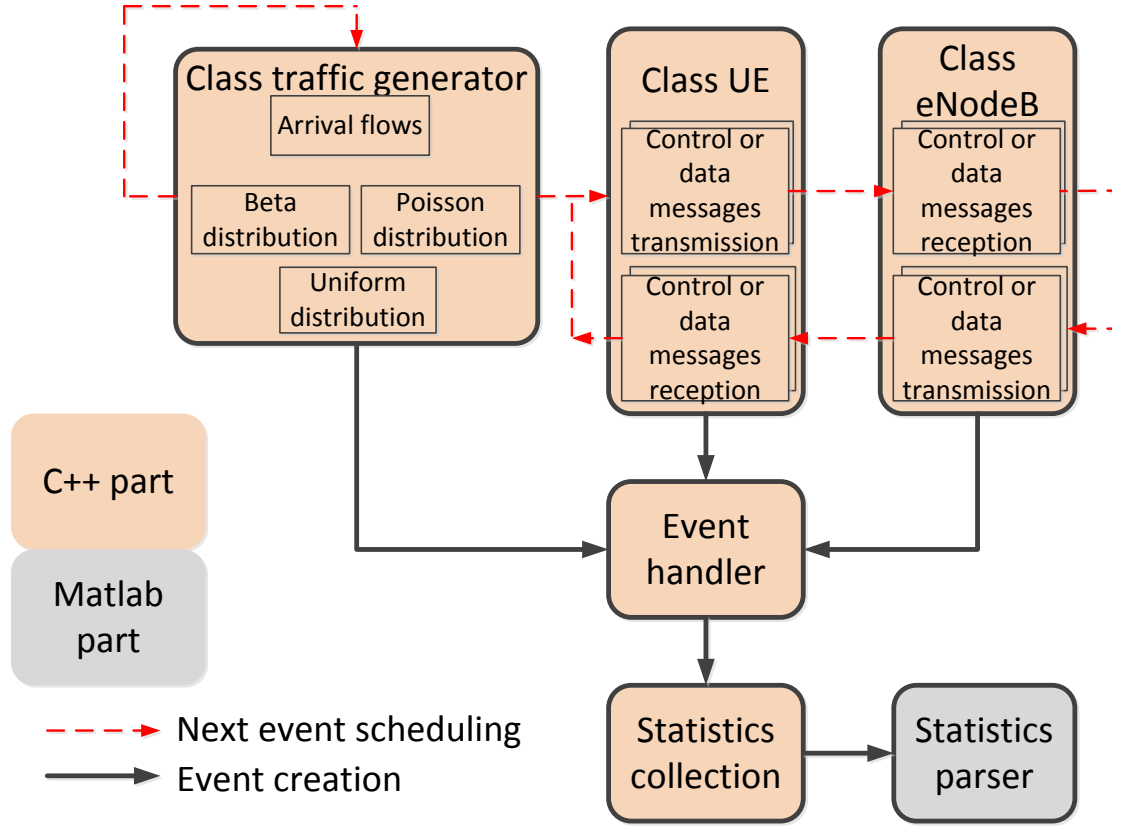 Class traffic generator
Arrival flows
Beta
distribution
Poisson
distribution
Uniform
distribution
Class UE
Control or
data
messages
transmission
Control or
data
messages
reception
Class
eNodeB
Control or
data
messages
reception
Control or
data
messages
transmission
C++ part
Matlab
part
Event
handler
Statistics
collection
Statistics
parser
Next event scheduling
Event creation